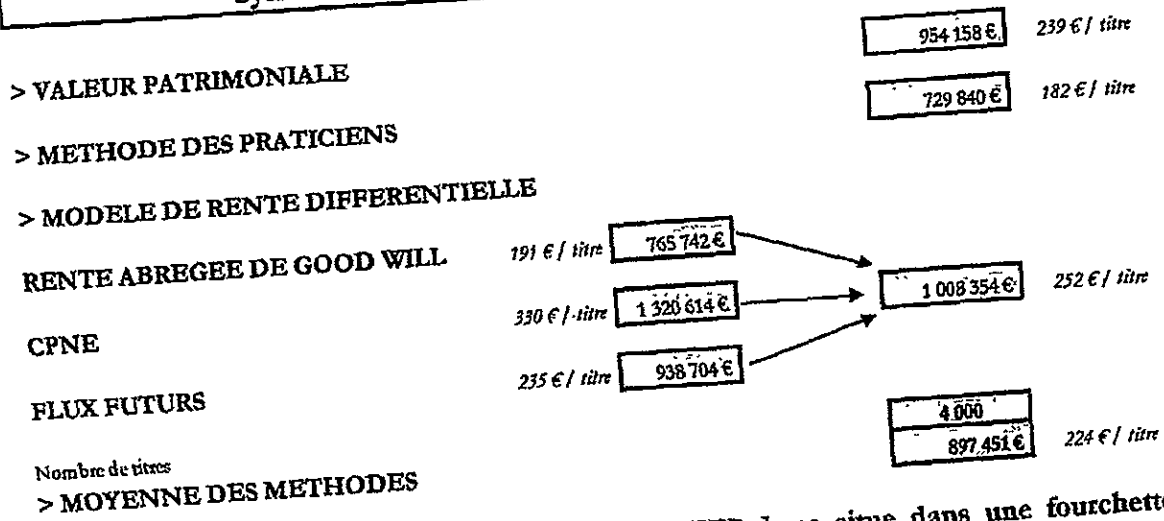 > VALEUR PATRIMONIALE 954 158 € 239 € / titre
> METHODE DES PRATICIENS 729 840 € 182 € / titre
> MODELE DE RENTE DIFFERENTIELLE
RENTE ABREGEE DE GOOD WILL 191 € / titre 765 742 €
CPNE 330 € / titre 1 320 614 € 1 008 354 € 252 € / titre
FLUX FUTURS 235 € / titre 938 704 €
Nombre de titres 4 000
> MOYENNE DES METHODES 897 451 € 224 € / titre
situe dans une fourchette